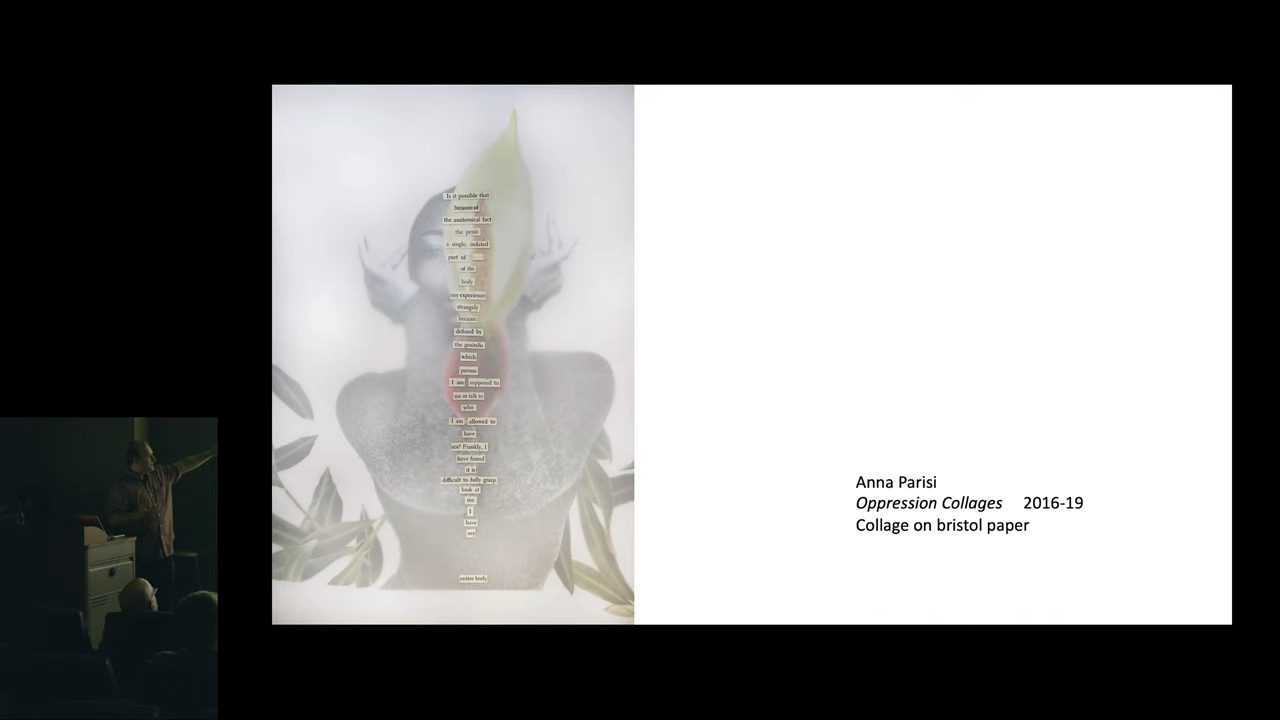 Is it possible that
because of
the anatomical fact
the penis
a single, isolated
part of
of the
body
my experience
strangely
because
defined by
the genitalia
which
person
I am supposed to
see or talk to
who
I am allowed to
have
sex? Frankly, I
have found
it is
difficult to fully grasp.
look at
me
I
have
my
entire body
Anna Parisi
Oppression Collages 2016-19
Collage on bristol paper